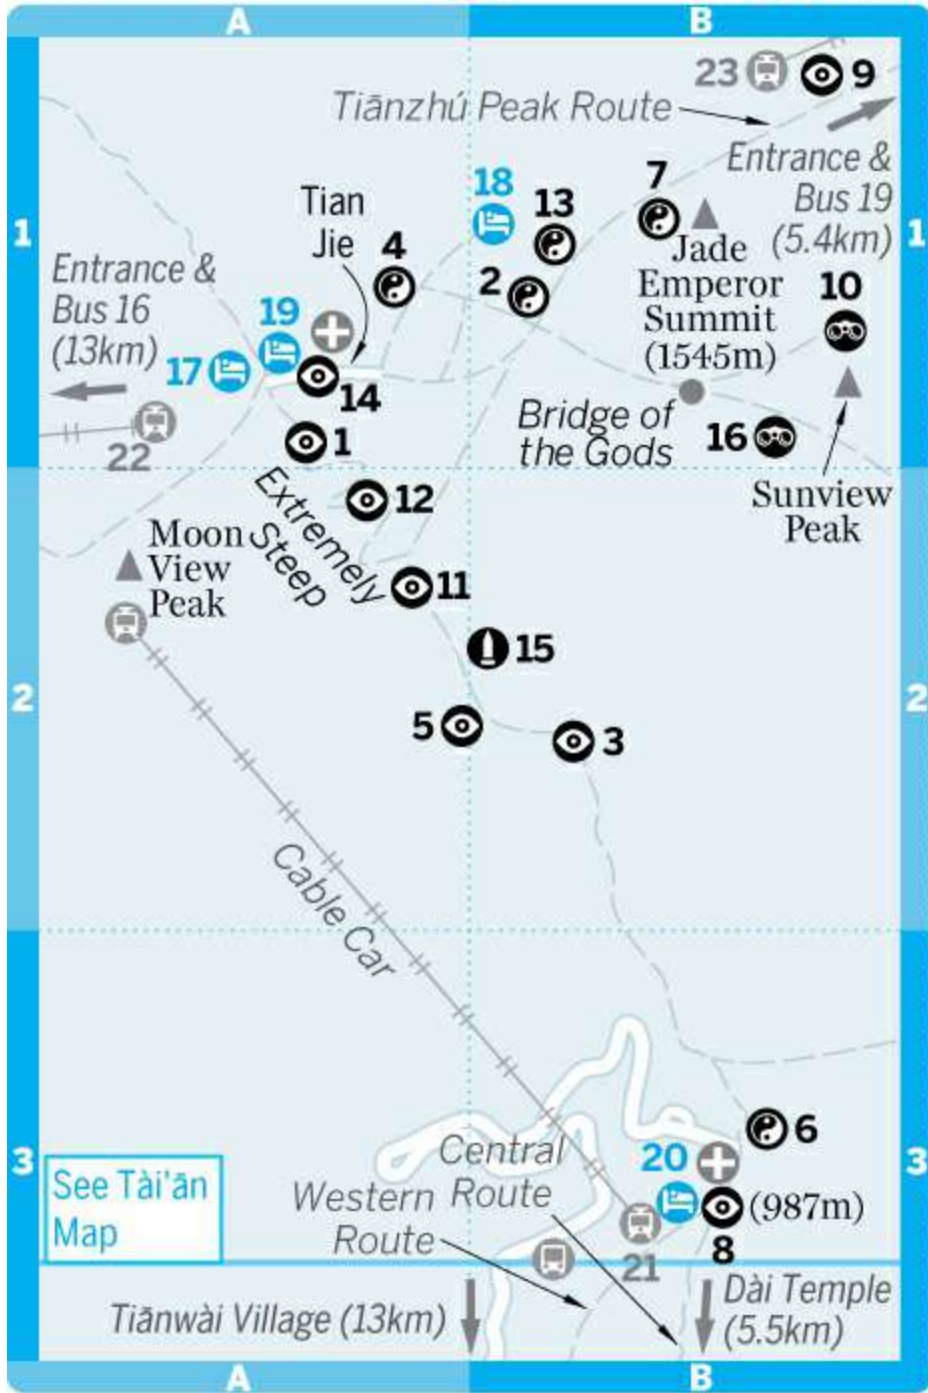 A
B
23
9
Tiānzhú Peak Route
Entrance &
Bus 19
(5.4km)
18
13
7
Tian
Jie
4
1
1
Jade
Emperor
Summit
(1545m)
2
10
Entrance &
Bus 16
(13km)
19
17
14
Bridge of
the Gods
16
22
1
12
Sunview
Peak
Extremely
Steep
Moon
View
Peak
11
15
2
2
5
3
Cable Car
6
3
3
Central
Route
20
See Tài'ān
Map
Western
Route
(987m)
8
21
Tiānwài Village (13km)
Dài Temple
(5.5km)
A
B